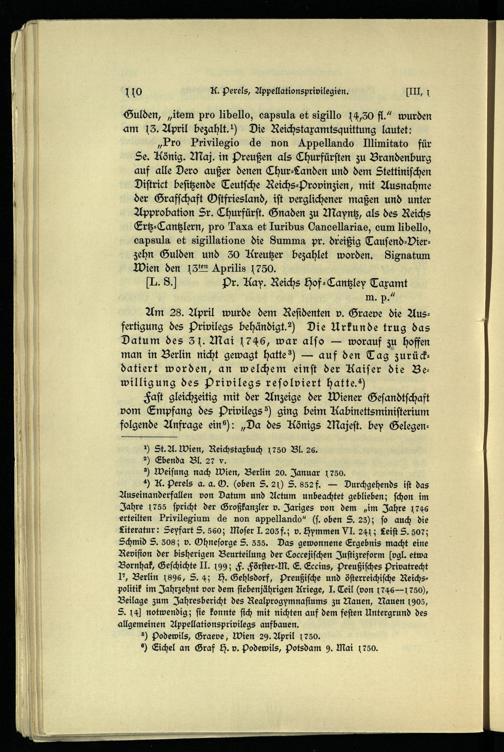 110 K. Perels, Appellationsprivilegien. [III, 1
Gulden, „item pro libello, capsula et sigillo 14,30 fl.“ wurden
am 13. April bezahlt.¹) Die Reichstaxamtsquittung lautet:
„Pro Privilegio de non Appellando Illimitato für
Se. König. Maj. in Preußen als Churfürsten zu Brandenburg
auf alle Dero außer denen Chur-Landen und dem Stettinischen
District besitzende Teutsche Reichs-Provinzien, mit Ausnahme
der Grafschaft Ostfriesland, ist verglichener maßen und unter
Approbation Sr. Churfürst. Gnaden zu Mayntz, als des Reichs
Ertz-Cantzlern, pro Taxa et Iuribus Cancellariae, cum libello,
capsula et sigillatione die Summa pr. dreißig Tausend-Vier-
zehn Gulden und 30 Kreutzer bezahlet worden. Signatum
Wien den 13ten Aprilis 1750.
[L. S.] Pr. Kay. Reichs Hof-Cantzley Taxamt
m. p.“
Am 28. April wurde dem Residenten v. Graeve die Aus-
fertigung des Privilegs behändigt.²) Die Urkunde trug das
Datum des 31. Mai 1746, war also — worauf zu hoffen
man in Berlin nicht gewagt hatte³) — auf den Tag zurück-
datiert worden, an welchem einst der Kaiser die Be-
willigung des Privilegs resolviert hatte.⁴)
Fast gleichzeitig mit der Anzeige der Wiener Gesandtschaft
vom Empfang des Privilegs⁵) ging beim Kabinettsministerium
folgende Anfrage ein⁶): „Da des Königs Majest. bey Gelegen-
¹) St. A. Wien, Reichstaxbuch 1750 Bl. 26.
²) Ebenda Bl. 27 v.
³) Weisung nach Wien, Berlin 20. Januar 1750.
⁴) K. Perels a. a. O. (oben S. 21) S. 852 f. — Durchgehends ist das
Auseinanderfallen von Datum und Actum unbeachtet geblieben; schon im
Jahre 1755 spricht der Großkanzler v. Jariges von dem „im Jahre 1746
erteilten Privilegium de non appellando“ (s. oben S. 23); so auch die
Literatur: Seyfart S. 560; Moser I. 203 f.; v. Hymmen VI. 241; Leist S. 507;
Schmid S. 308; v. Ohnesorge S. 335. Das gewonnene Ergebnis macht eine
Revision der bisherigen Beurteilung der Coccejischen Justizreform [vgl. etwa
Bornhak, Geschichte II. 199; F. Förster-M. E. Eccius, Preußisches Privatrecht
I⁷, Berlin 1896, S. 4; H. Gehlsdorf, Preußische und österreichische Reichs-
politik im Jahrzehnt vor dem siebenjährigen Kriege, I. Teil (von 1746—1750),
Beilage zum Jahresbericht des Realprogymnasiums zu Nauen, Nauen 1905,
S. 14] notwendig; sie konnte sich mit nichten auf dem festen Untergrund des
allgemeinen Appellationsprivilegs aufbauen.
⁵) Podewils, Graeve, Wien 29. April 1750.
⁶) Eichel an Graf H. v. Podewils, Potsdam 9. Mai 1750.